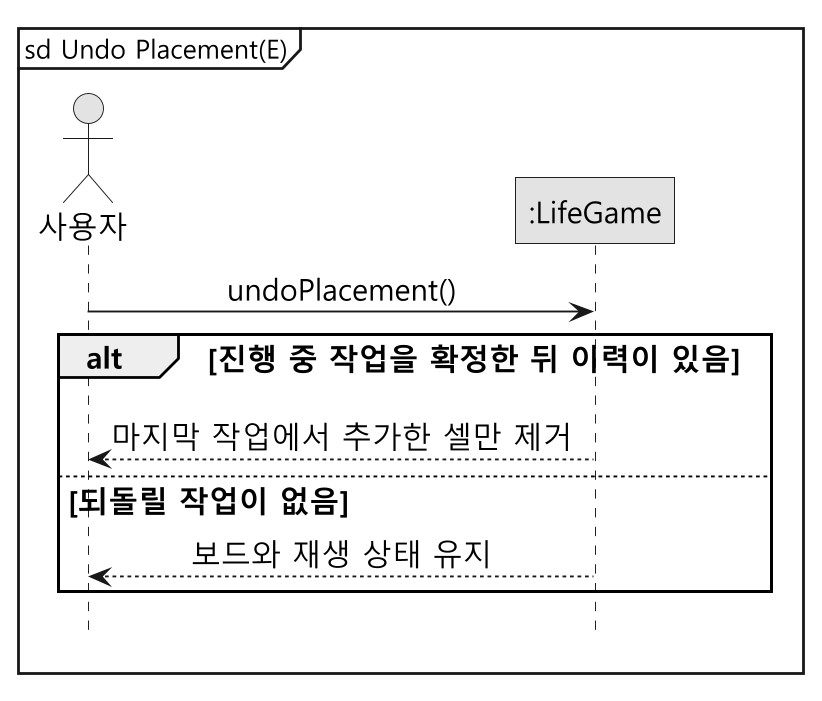 sd Undo Placement(E)
사용자
:LifeGame
undoPlacement()
alt [진행 중 작업을 확정한 뒤 이력이 있음]
마지막 작업에서 추가한 셀만 제거
[되돌릴 작업이 없음]
보드와 재생 상태 유지